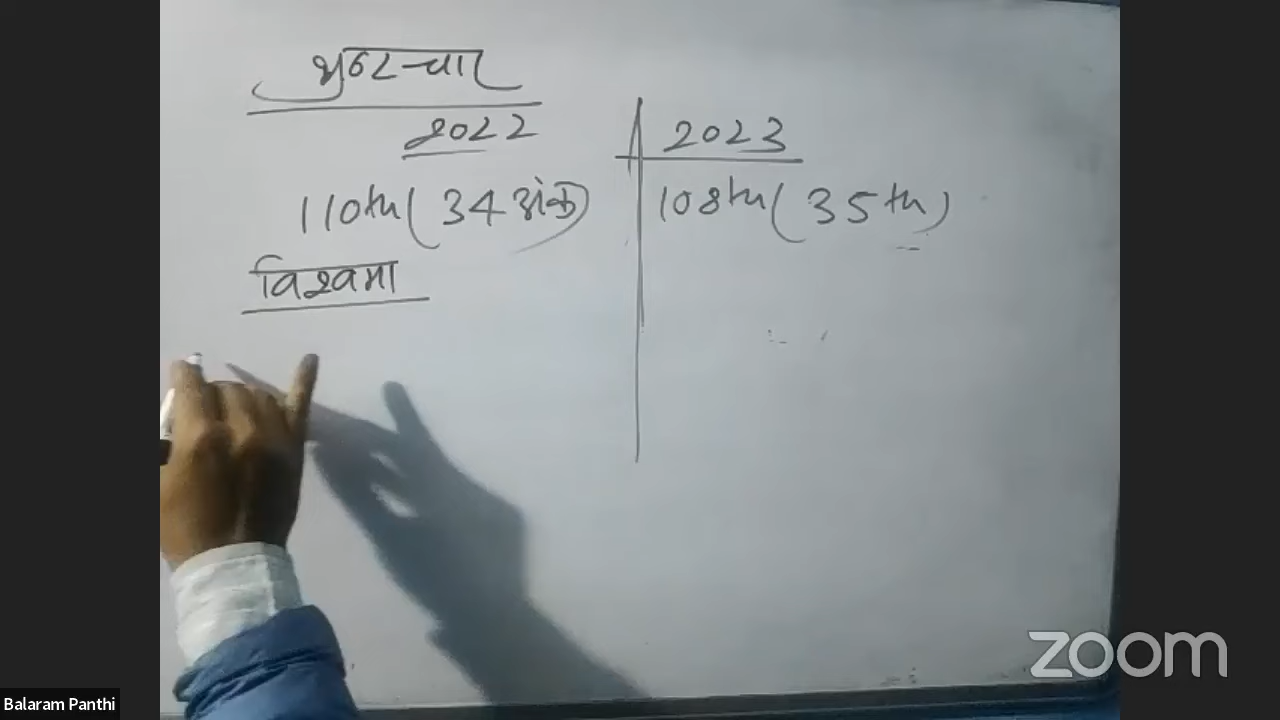 भ्रष्टाचार
2022
2023
110th (34 अंक)
108th (35th)
विश्वमा
zoom
Balaram Panthi